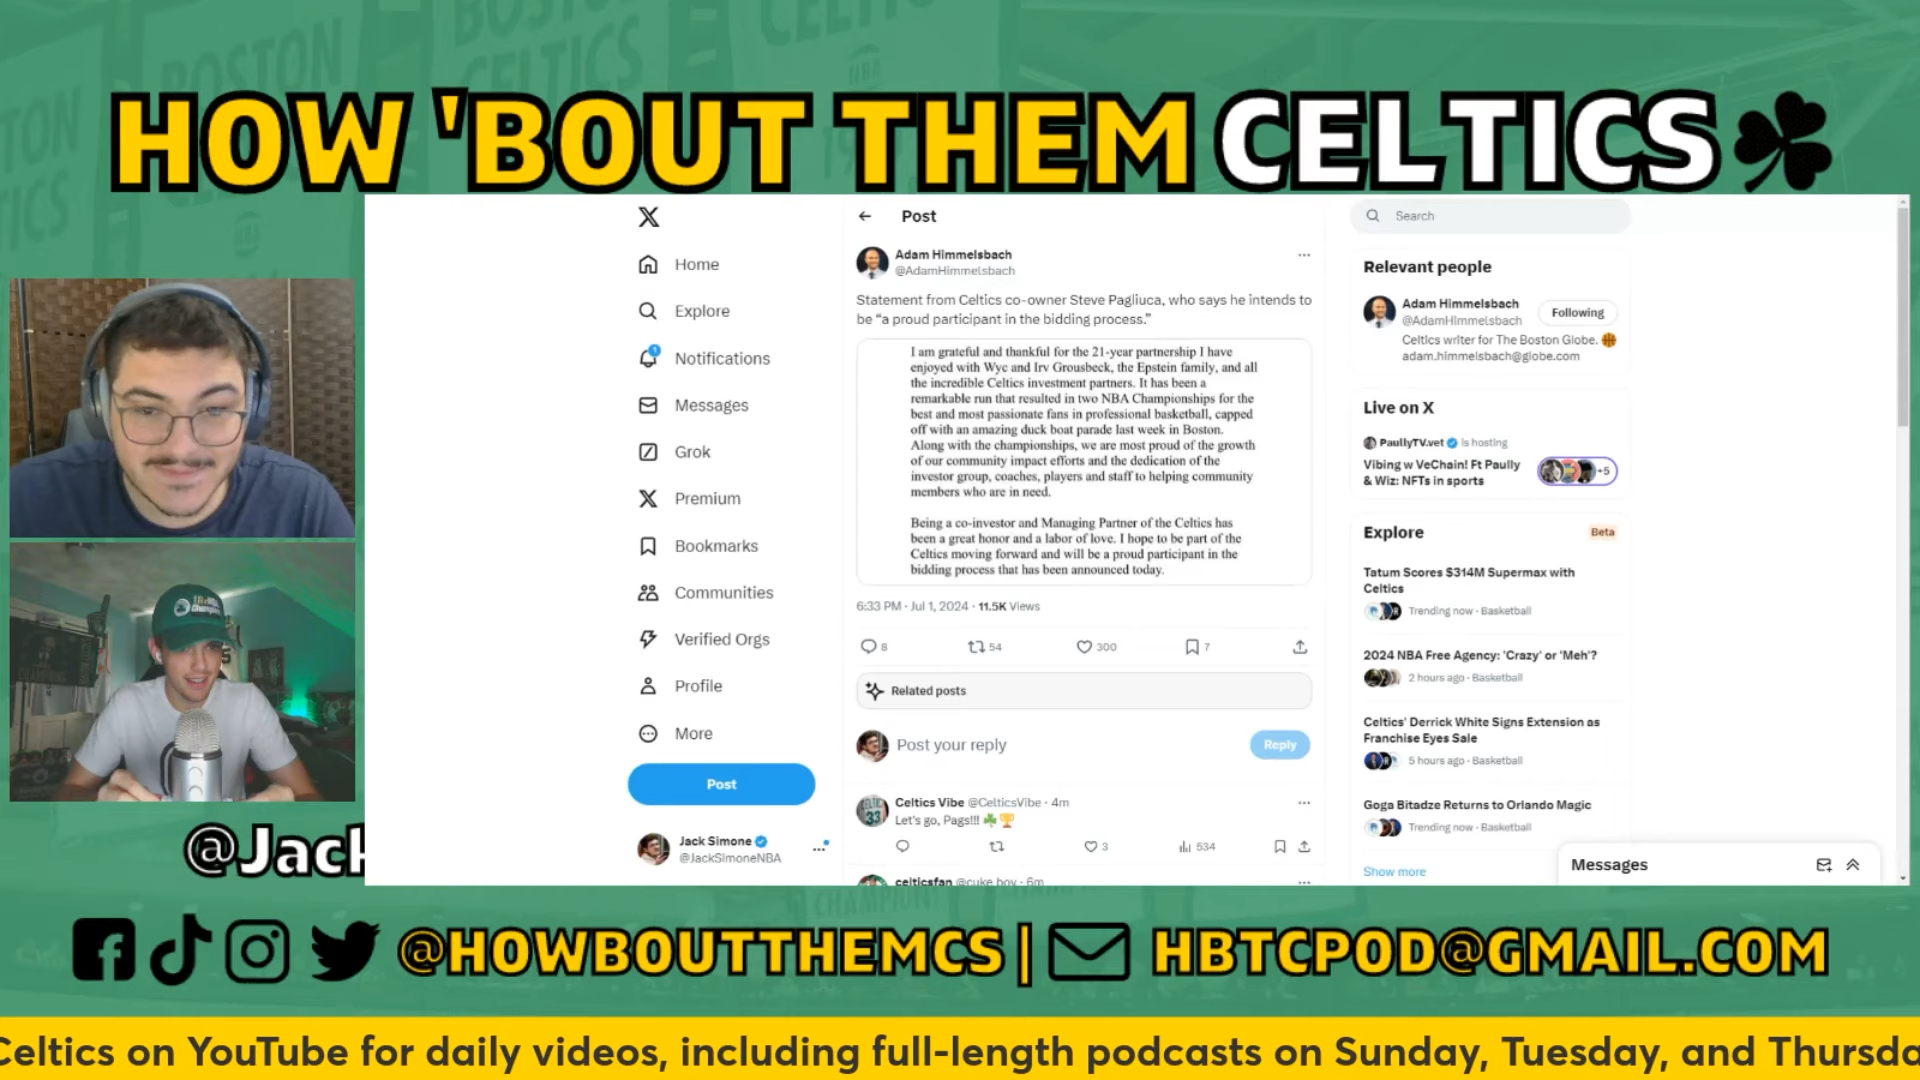 HOW 'BOUT THEM CELTICS
Post
Search
Home
Explore
Notifications
Messages
Grok
Premium
Bookmarks
Communities
Verified Orgs
Profile
More
Post
Jack Simone
@JackSimoneNBA
Adam Himmelsbach
@AdamHimmelsbach
Statement from Celtics co-owner Steve Pagliuca, who says he intends to
be “a proud participant in the bidding process.”
I am grateful and thankful for the 21-year partnership I have
enjoyed with Wyc and Irv Grousbeck, the Epstein family, and all
the incredible Celtics investment partners. It has been a
remarkable run that resulted in two NBA Championships for the
best and most passionate fans in professional basketball, capped
off with an amazing duck boat parade last week in Boston.
Along with the championships, we are most proud of the growth
of our community impact efforts and the dedication of the
investor group, coaches, players and staff to helping community
members who are in need.
Being a co-investor and Managing Partner of the Celtics has
been a great honor and a labor of love. I hope to be part of the
Celtics moving forward and will be a proud participant in the
bidding process that has been announced today.
6:33 PM · Jul 1, 2024 · 11.5K Views
8 54 300 7
Related posts
Post your reply
Reply
Celtics Vibe @CelticsVibe · 4m
Let's go, Pags!!! ☘️🏆
3 534
celticsfan @cuke_boy · 6m
Relevant people
Adam Himmelsbach
@AdamHimmelsbach
Following
Celtics writer for The Boston Globe. 🏀
adam.himmelsbach@globe.com
Live on X
PaullyTV.vet is hosting
Vibing w VeChain! Ft Paully
& Wiz: NFTs in sports
+5
Explore
Beta
Tatum Scores $314M Supermax with
Celtics
Trending now · Basketball
2024 NBA Free Agency: 'Crazy' or 'Meh'?
2 hours ago · Basketball
Celtics' Derrick White Signs Extension as
Franchise Eyes Sale
5 hours ago · Basketball
Goga Bitadze Returns to Orlando Magic
Trending now · Basketball
Show more
Messages
@Jack
@HOWBOUTTHEMCS | HBTCPOD@GMAIL.COM
Celtics on YouTube for daily videos, including full-length podcasts on Sunday, Tuesday, and Thursda